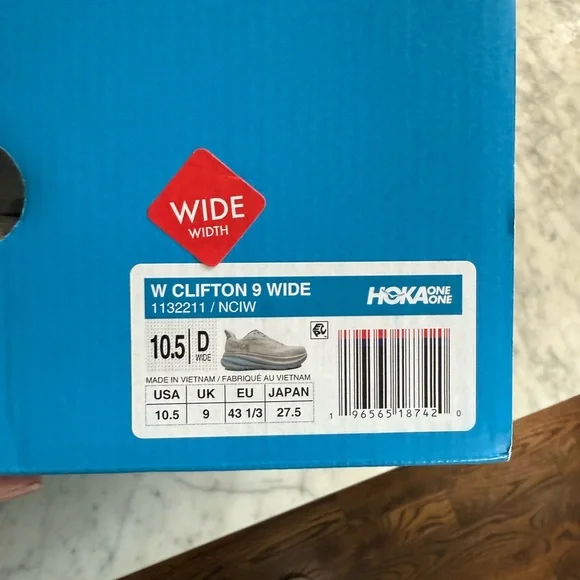 WIDE
WIDTH
W CLIFTON 9 WIDE
1132211 / NCIW
HOKA ONE ONE
10.5 D WIDE
MADE IN VIETNAM / FABRIQUÉ AU VIETNAM
USA UK EU JAPAN
10.5 9 43 1/3 27.5
1 96565 18742 0